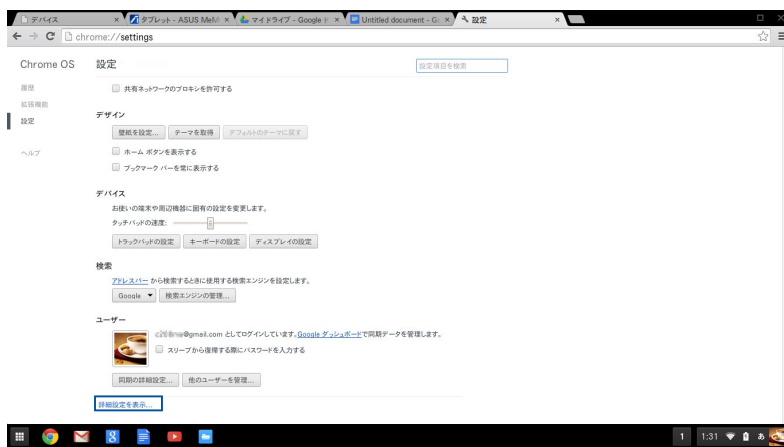 デバイス
タブレット - ASUS MeM
マイドライブ - Google ド
Untitled document - G
設定
chrome://settings
Chrome OS
設定
設定項目を検索
履歴
拡張機能
設定
ヘルプ
共有ネットワークのプロキシを許可する
デザイン
壁紙を設定... テーマを取得 デフォルトのテーマに戻す
ホーム ボタンを表示する
ブックマーク バーを常に表示する
デバイス
お使いの端末や周辺機器に固有の設定を変更します。
タッチパッドの速度:
トラックパッドの設定 キーボードの設定 ディスプレイの設定
検索
アドレスバー から検索するときに使用する検索エンジンを設定します。
Google 検索エンジンの管理...
ユーザー
@gmail.com としてログインしています。Google ダッシュボードで同期データを管理します。
スリープから復帰する際にパスワードを入力する
同期の詳細設定... 他のユーザーを管理...
詳細設定を表示...
1 1:31 あ